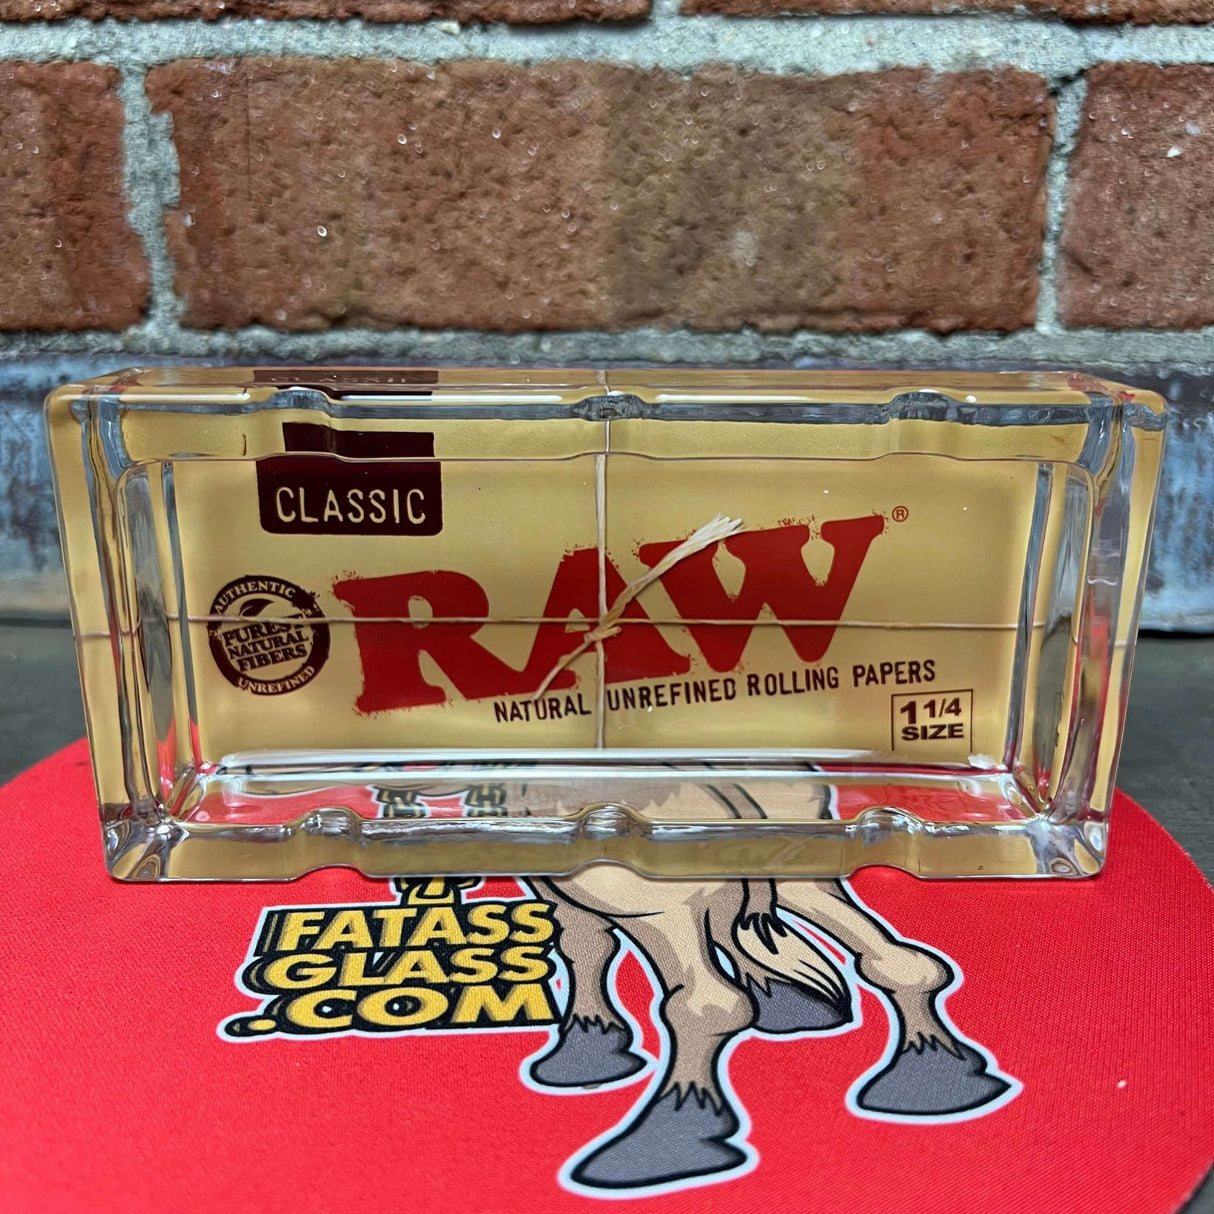 CLASSIC
RAW®
AUTHENTIC
PUREST
NATURAL
FIBERS
UNREFINED
NATURAL UNREFINED ROLLING PAPERS
1 1/4
SIZE
FATASS
GLASS
.COM